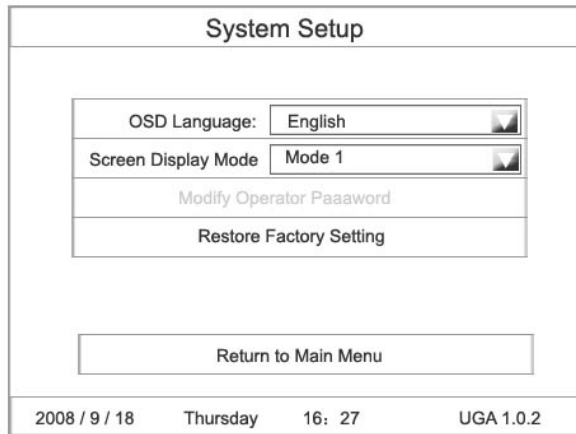 System Setup
OSD Language: English
Screen Display Mode Mode 1
Modify Operator Paaaword
Restore Factory Setting
Return to Main Menu
2008 / 9 / 18 Thursday 16: 27 UGA 1.0.2